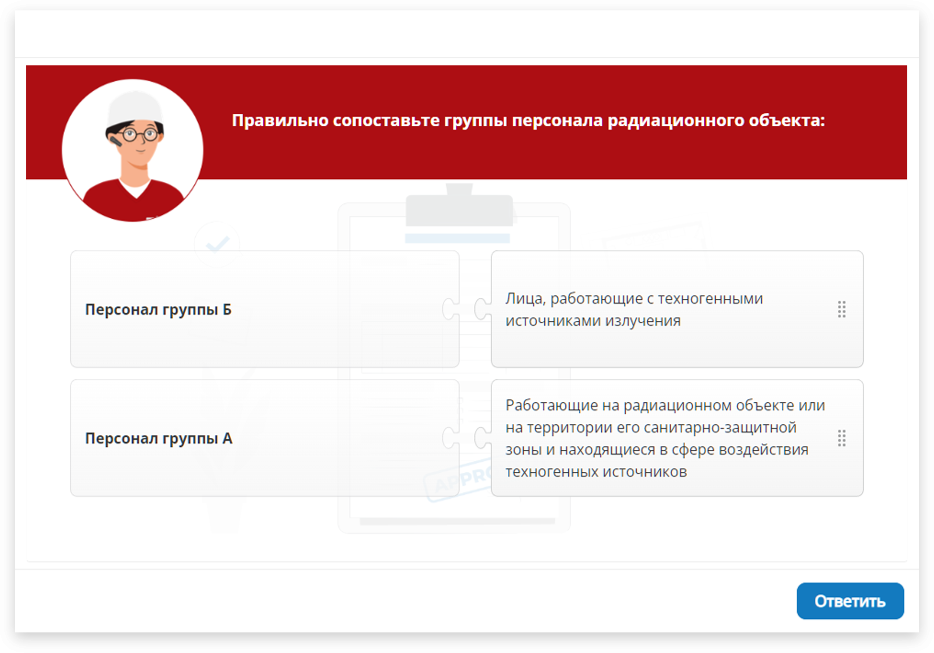 Правильно сопоставьте группы персонала радиационного объекта:
Персонал группы Б
Лица, работающие с техногенными
источниками излучения
Персонал группы А
Работающие на радиационном объекте или
на территории его санитарно-защитной
зоны и находящиеся в сфере воздействия
техногенных источников
Ответить